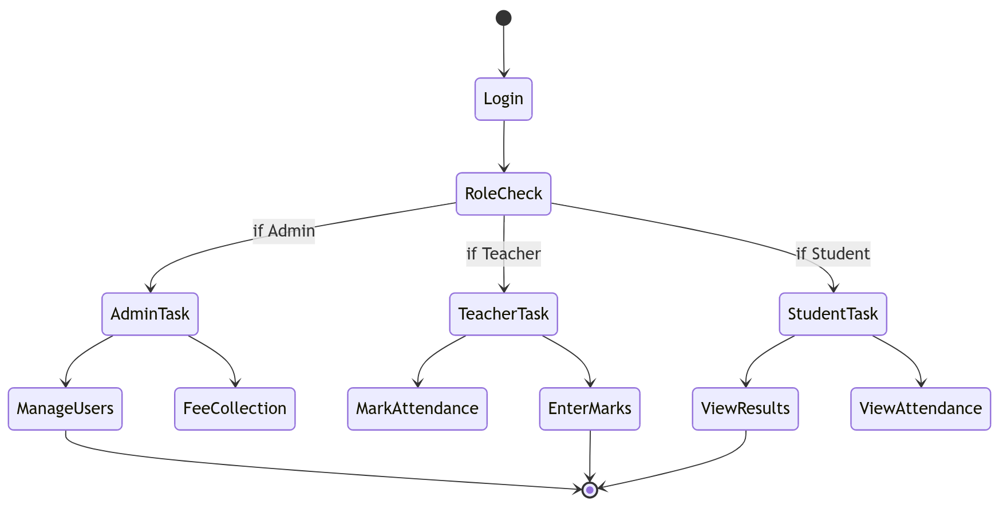 Login
RoleCheck
if Admin
if Teacher
if Student
AdminTask
TeacherTask
StudentTask
ManageUsers
FeeCollection
MarkAttendance
EnterMarks
ViewResults
ViewAttendance